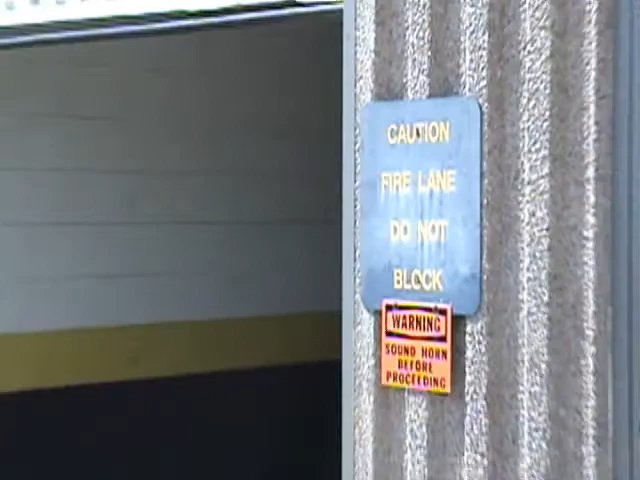 CAUTION
FIRE LANE
DO NOT
BLOCK
WARNING
SOUND HORN
BEFORE
PROCEEDING